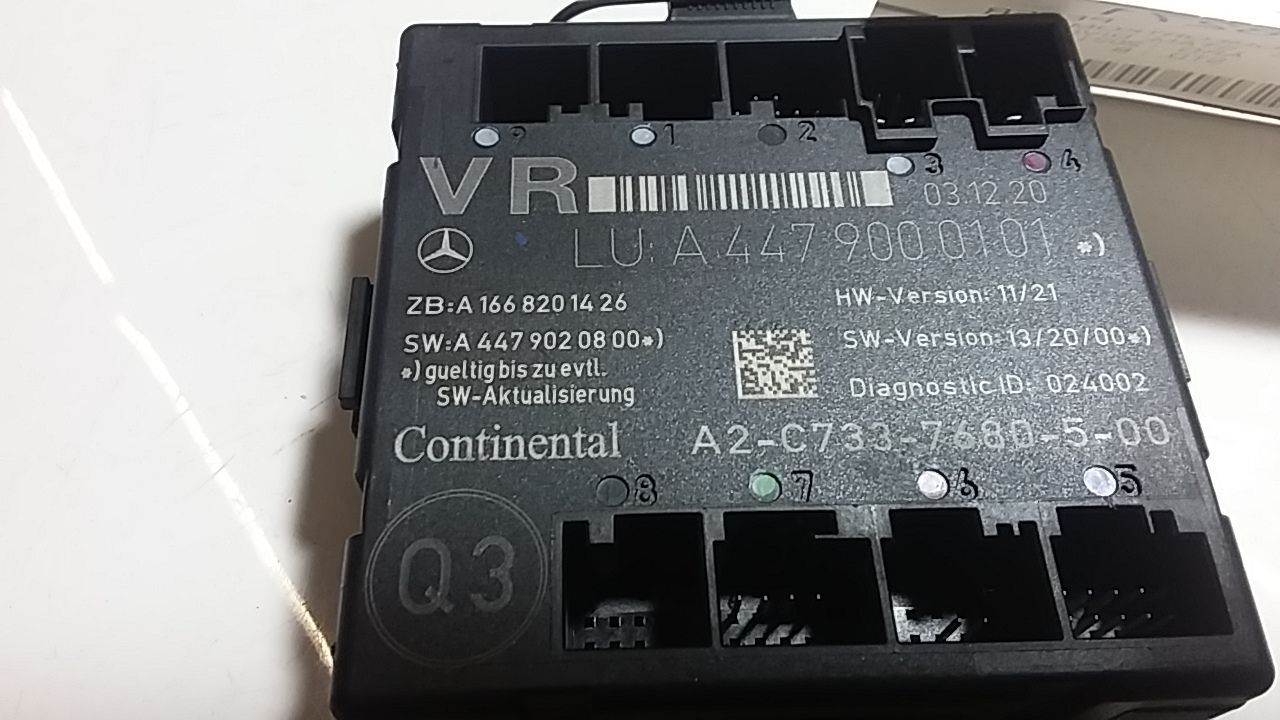 9 1 2
3 4
VR
03.12.20
LU: A 447 900 01 01 *)
ZB:A 166 820 14 26
HW-Version: 11/21
SW:A 447 902 08 00*)
SW-Version: 13/20/00*)
*) gueltig bis zu evtl.
SW-Aktualisierung
Diagnostic ID: 024002
Continental
A2-C733-7680-5-00
8 7 6 5
Q3